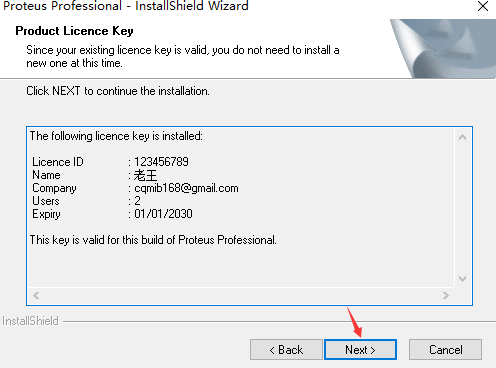 Proteus Professional - InstallShield Wizard
Product Licence Key
Since your existing licence key is valid, you do not need to install a
new one at this time.
Click NEXT to continue the installation.
The following licence key is installed:
Licence ID : 123456789
Name : 老王
Company : cqmib168@gmail.com
Users : 2
Expiry : 01/01/2030
This key is valid for this build of Proteus Professional.
InstallShield
< Back Next > Cancel